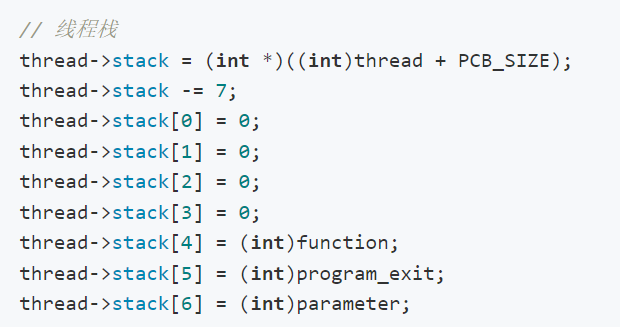 // 线程栈
thread->stack = (int *)((int)thread + PCB_SIZE);
thread->stack -= 7;
thread->stack[0] = 0;
thread->stack[1] = 0;
thread->stack[2] = 0;
thread->stack[3] = 0;
thread->stack[4] = (int)function;
thread->stack[5] = (int)program_exit;
thread->stack[6] = (int)parameter;